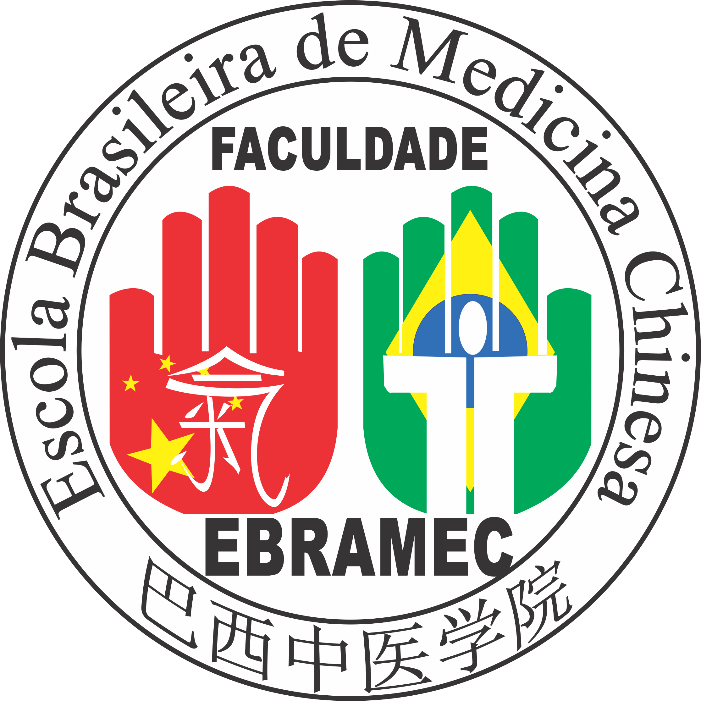 Escola Brasileira de Medicina Chinesa
FACULDADE
氣
EBRAMEC
巴西中医学院